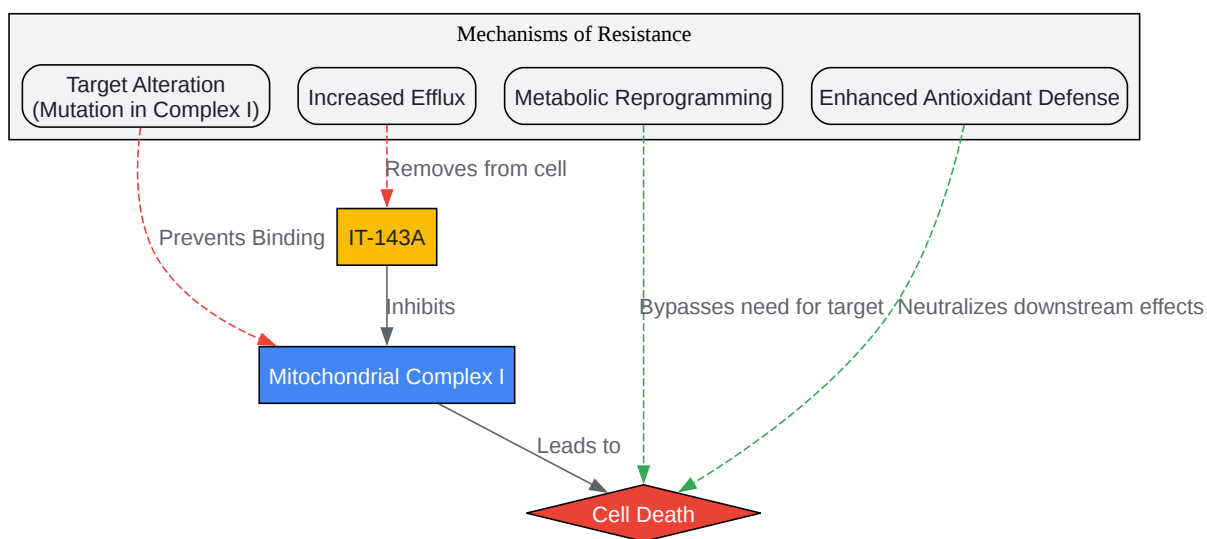 Mechanisms of Resistance
Target Alteration
(Mutation in Complex I)
Increased Efflux
Metabolic Reprogramming
Enhanced Antioxidant Defense
Removes from cell
Prevents Binding
IT-143A
Inhibits
Bypasses need for target
Neutralizes downstream effects
Mitochondrial Complex I
Leads to
Cell Death